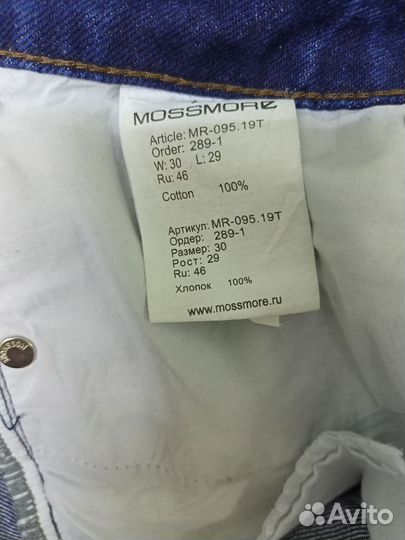 MOSSMORE
Article: MR-095.19T
Order: 289-1
W: 30 L: 29
Ru: 46
Cotton 100%
Артикул: MR-095.19T
Ордер: 289-1
Размер: 30
Рост: 29
Ru: 46
Хлопок 100%
www.mossmore.ru
Avito